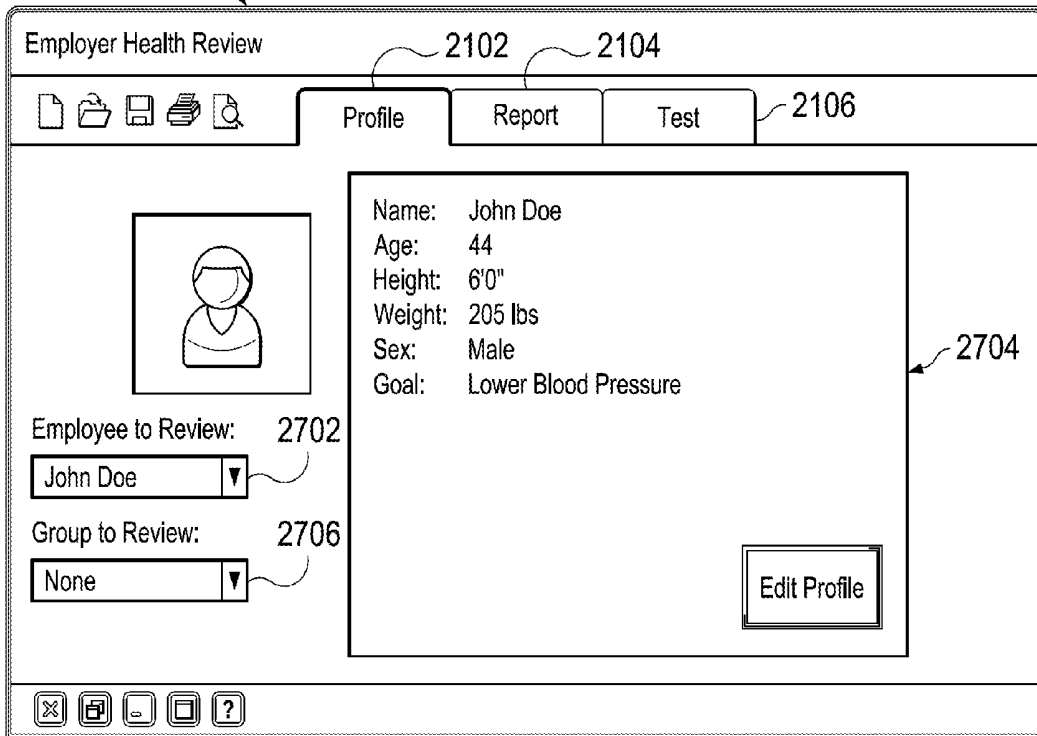 Employer Health Review
2102
2104
Profile
Report
Test
2106
Name: John Doe
Age: 44
Height: 6'0"
Weight: 205 lbs
Sex: Male
Goal: Lower Blood Pressure
2704
Employee to Review:
2702
John Doe
Group to Review:
2706
None
Edit Profile
?